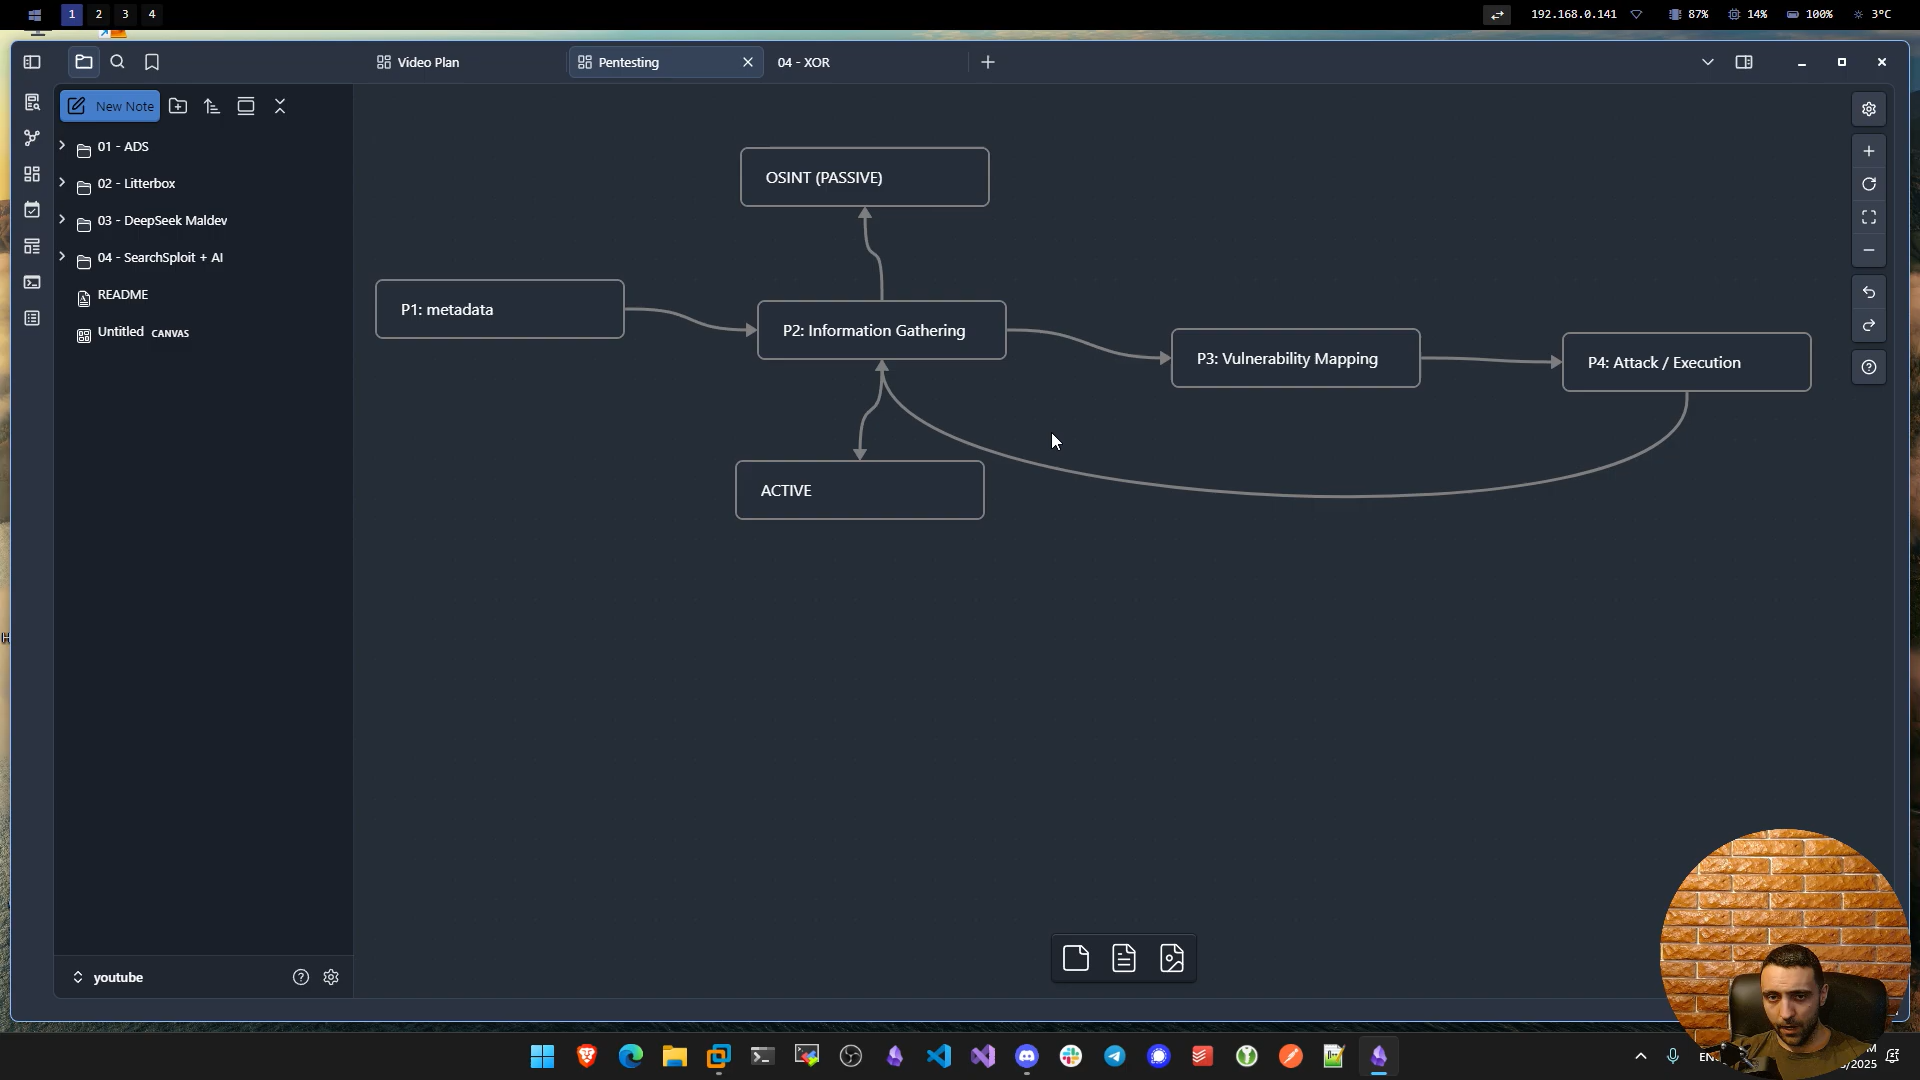 1 2 3 4
192.168.0.141 87% 14% 100% 3°C
Video Plan Pentesting 04 - XOR
New Note
01 - ADS
02 - Litterbox
03 - DeepSeek Maldev
04 - SearchSploit + AI
README
Untitled CANVAS
OSINT (PASSIVE)
P1: metadata
P2: Information Gathering
P3: Vulnerability Mapping
P4: Attack / Execution
ACTIVE
youtube